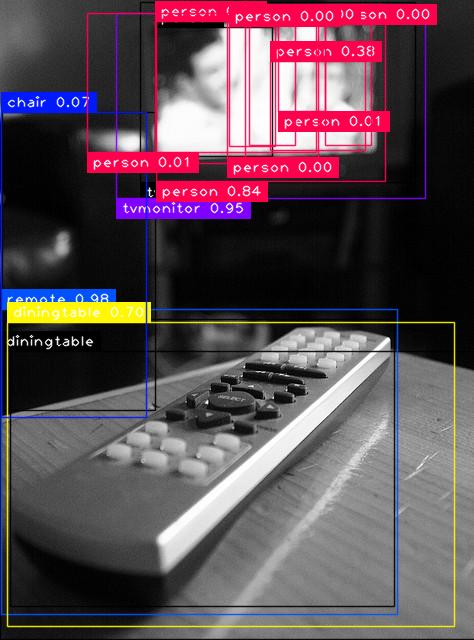 person
person 0.00
son 0.00
person 0.38
chair 0.07
person 0.01
person 0.01
person 0.00
person 0.84
tvmonitor 0.95
remote 0.98
diningtable 0.70
diningtable
SELECT